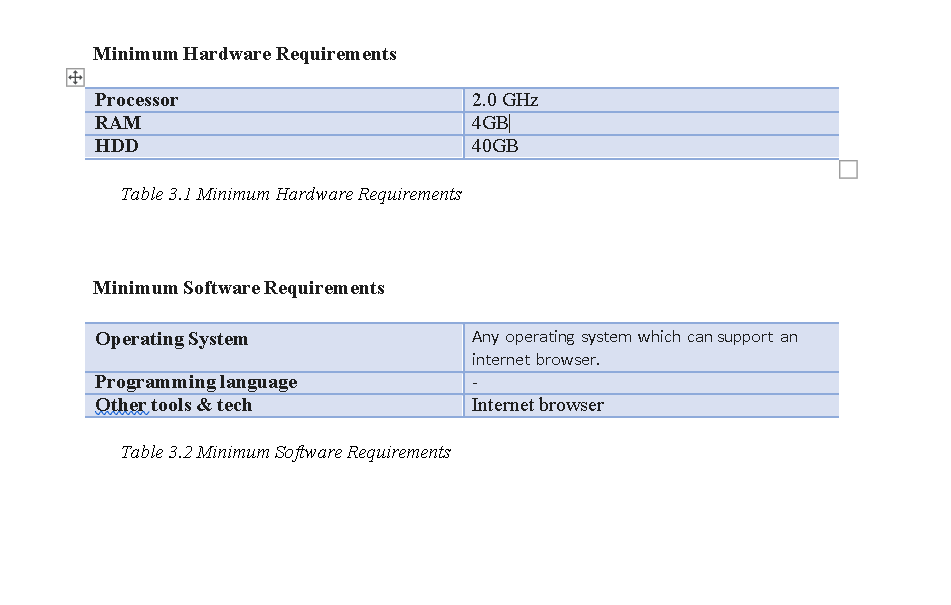 Minimum Hardware Requirements
Processor 2.0 GHz
RAM 4GB
HDD 40GB
Table 3.1 Minimum Hardware Requirements
Minimum Software Requirements
Operating System Any operating system which can support an
internet browser.
Programming language -
Other tools & tech Internet browser
Table 3.2 Minimum Software Requirements